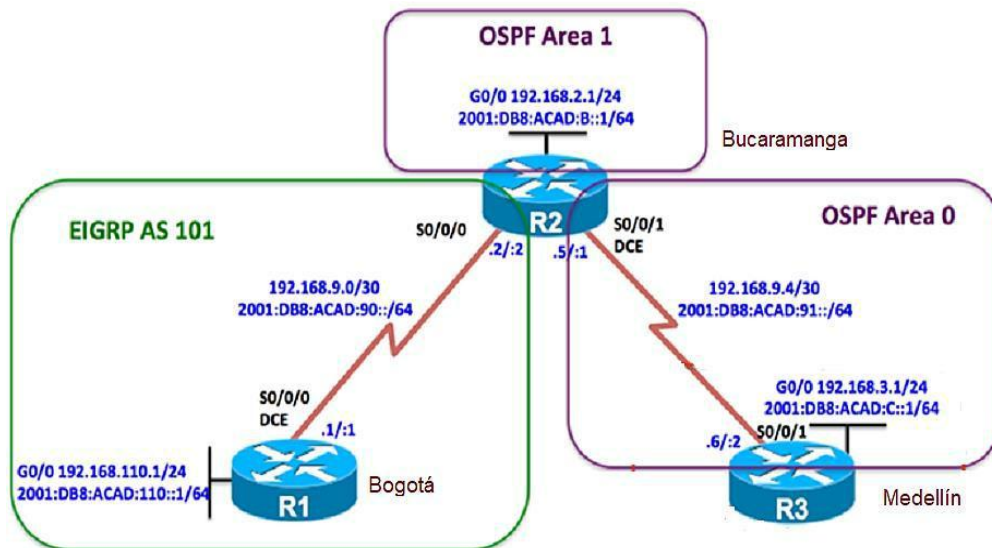 OSPF Area 1
G0/0 192.168.2.1/24
2001:DB8:ACAD:B::1/64
Bucaramanga
R2
EIGRP AS 101
S0/0/0
.2/:2
S0/0/1
DCE
.5/:1
OSPF Area 0
192.168.9.0/30
2001:DB8:ACAD:90::/64
192.168.9.4/30
2001:DB8:ACAD:91::/64
S0/0/0
DCE
.1/:1
G0/0 192.168.110.1/24
2001:DB8:ACAD:110::1/64
R1
Bogotá
G0/0 192.168.3.1/24
2001:DB8:ACAD:C::1/64
.6/:2
S0/0/1
R3
Medellín